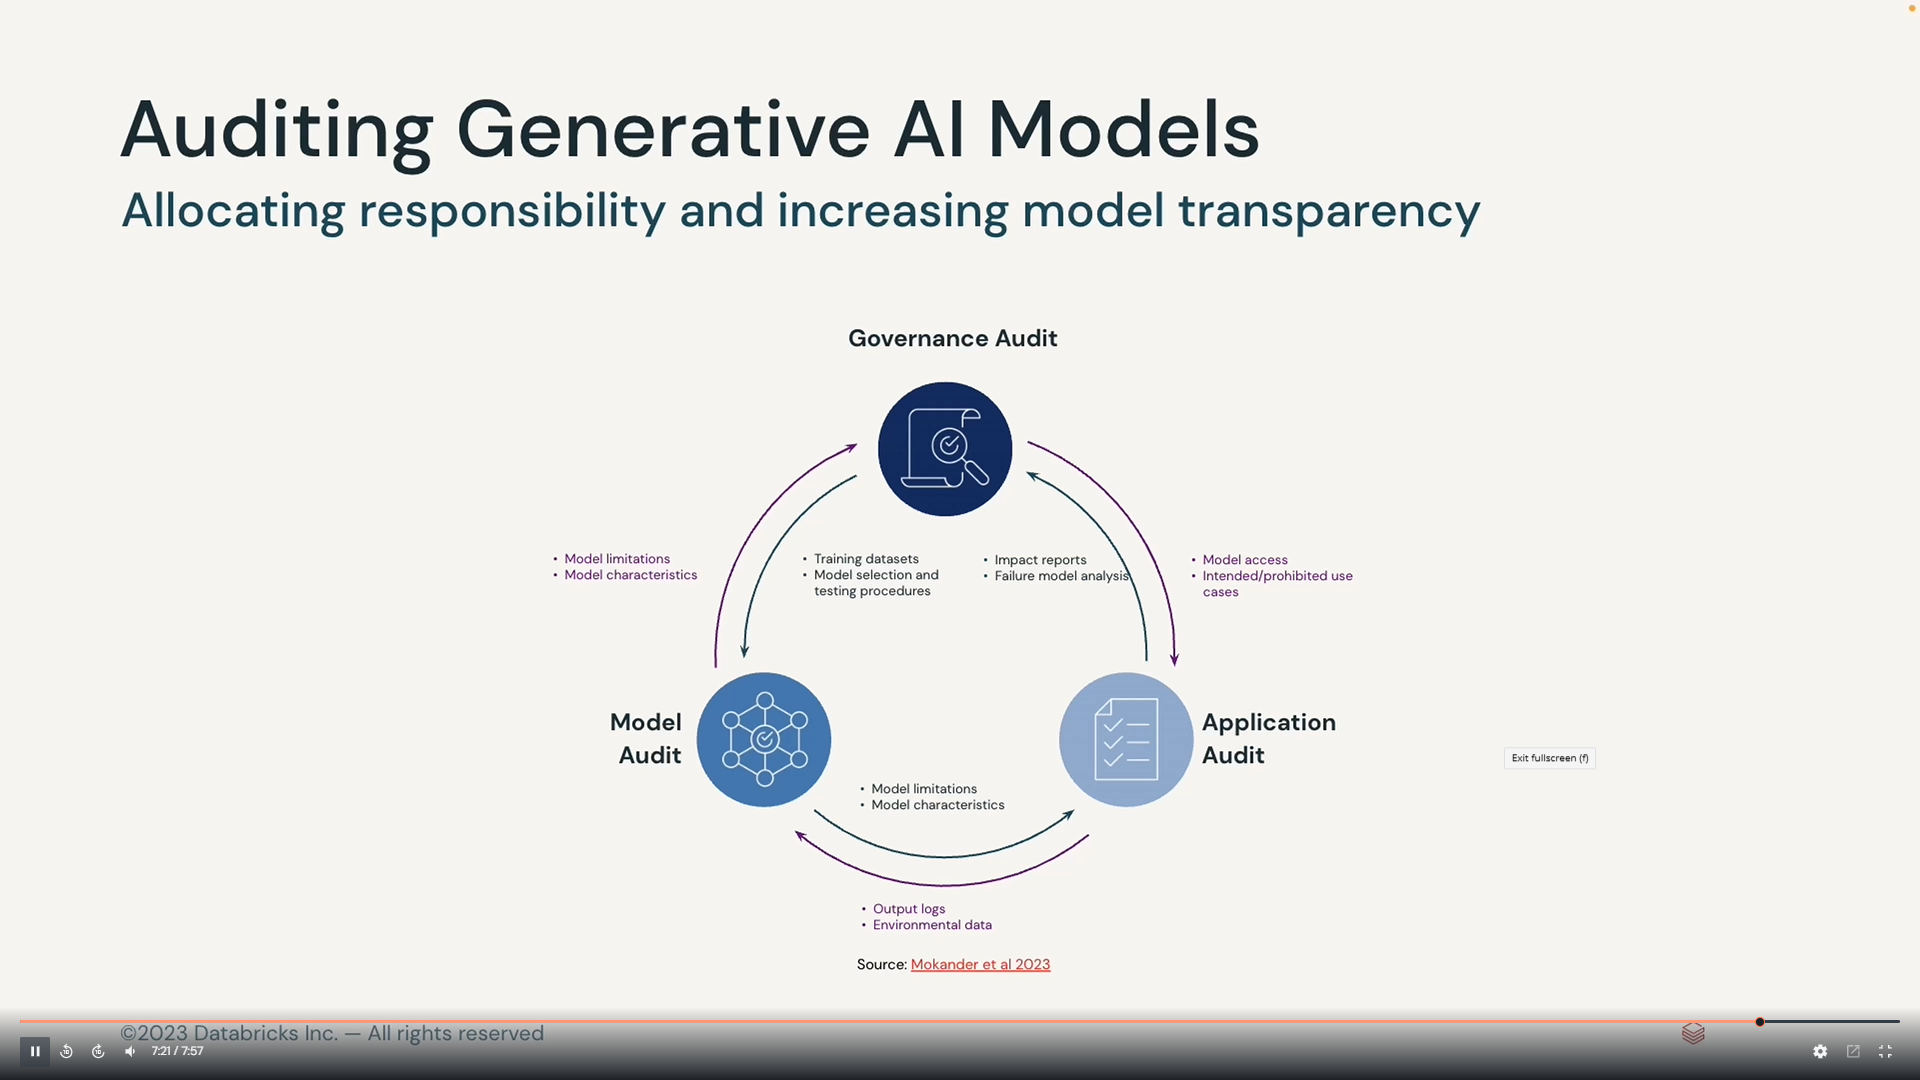 Auditing Generative AI Models
Allocating responsibility and increasing model transparency
Governance Audit
• Model limitations
• Model characteristics
• Training datasets
• Model selection and
testing procedures
• Impact reports
• Failure model analysis
• Model access
• Intended/prohibited use
cases
Model
Audit
Application
Audit
Exit fullscreen (f)
• Model limitations
• Model characteristics
• Output logs
• Environmental data
Source: Mokander et al 2023
©2023 Databricks Inc. — All rights reserved
10
10
7:21 / 7:57